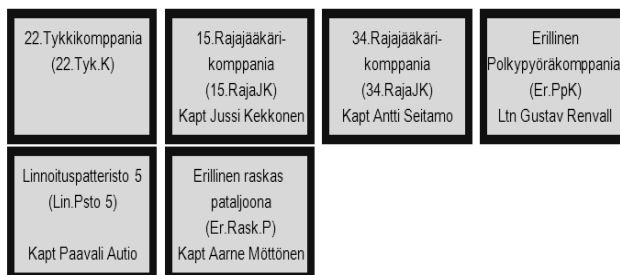 22.Tykkikomppania
(22.Tyk.K)
15.Rajajääkäri-
komppania
(15.RajaJK)
Kapt Jussi Kekkonen
34.Rajajääkäri-
komppania
(34.RajaJK)
Kapt Antti Seitamo
Erillinen
Polkypyöräkomppania
(Er.PpK)
Ltn Gustav Renvall
Linnoituspatteristo 5
(Lin.Psto 5)
Kapt Paavali Autio
Erillinen raskas
pataljoona
(Er.Rask.P)
Kapt Aarne Möttönen